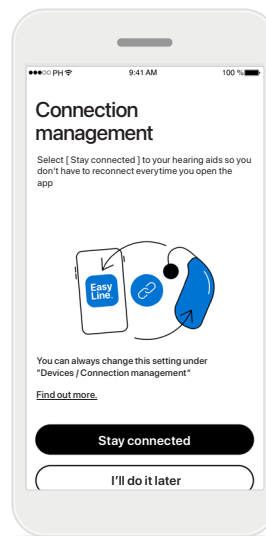 ●●●○○ PH 9:41 AM 100 %
Connection
management
Select [ Stay connected ] to your hearing aids so you
don't have to reconnect everytime you open the
app
Easy
Line.
You can always change this setting under
"Devices / Connection management"
Find out more.
Stay connected
I'll do it later